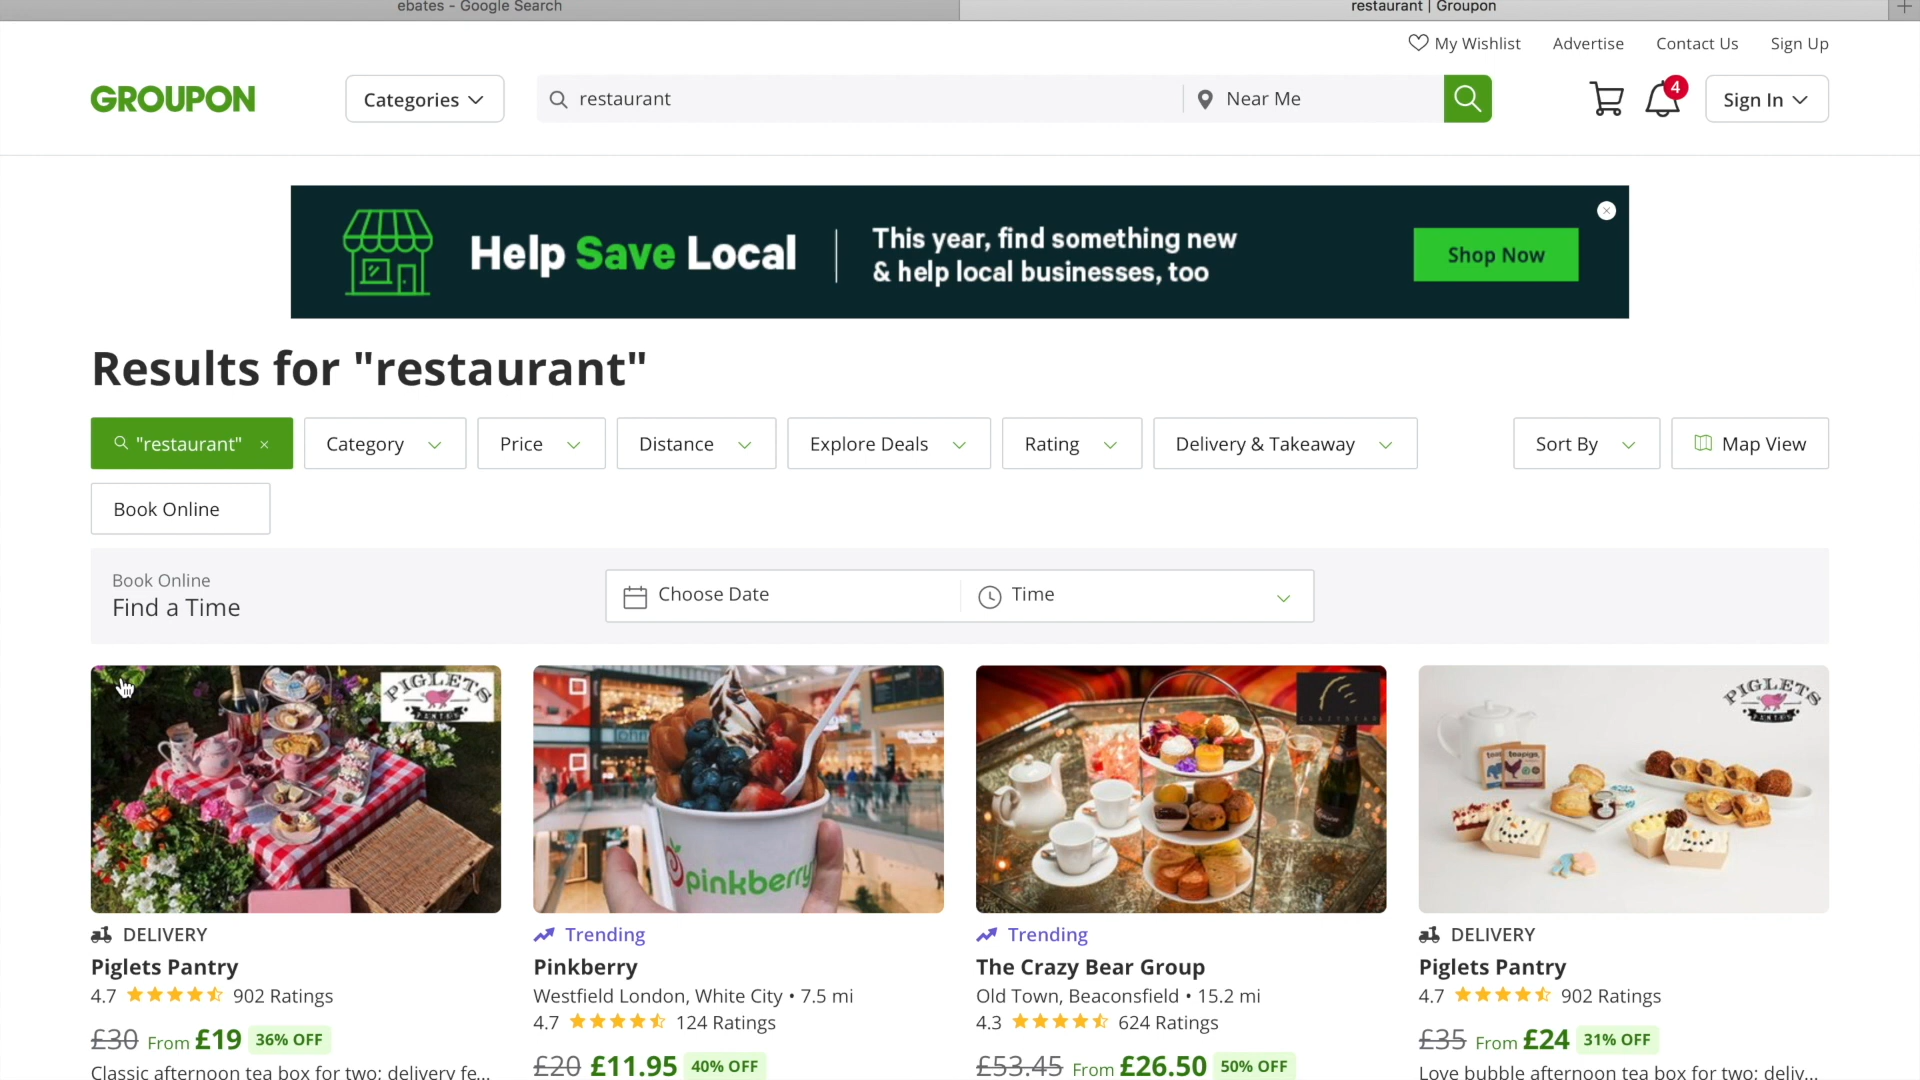 ebates - Google Search
restaurant | Groupon
My Wishlist
Advertise
Contact Us
Sign Up
GROUPON
Categories
restaurant
Near Me
4
Sign In
Help Save Local
This year, find something new
& help local businesses, too
Shop Now
Results for "restaurant"
"restaurant" ×
Category
Price
Distance
Explore Deals
Rating
Delivery & Takeaway
Sort By
Map View
Book Online
Book Online
Find a Time
Choose Date
Time
PIGLETS
PANTRY
pinkberry
CRAZYBEAR
teapigs
PIGLETS
PANTRY
DELIVERY
Piglets Pantry
4.7 902 Ratings
£30 From £19 36% OFF
Classic afternoon tea box for two: delivery fe...
Trending
Pinkberry
Westfield London, White City • 7.5 mi
4.7 124 Ratings
£20 £11.95 40% OFF
Trending
The Crazy Bear Group
Old Town, Beaconsfield • 15.2 mi
4.3 624 Ratings
£53.45 From £26.50 50% OFF
DELIVERY
Piglets Pantry
4.7 902 Ratings
£35 From £24 31% OFF
Love bubble afternoon tea box for two: deliv...